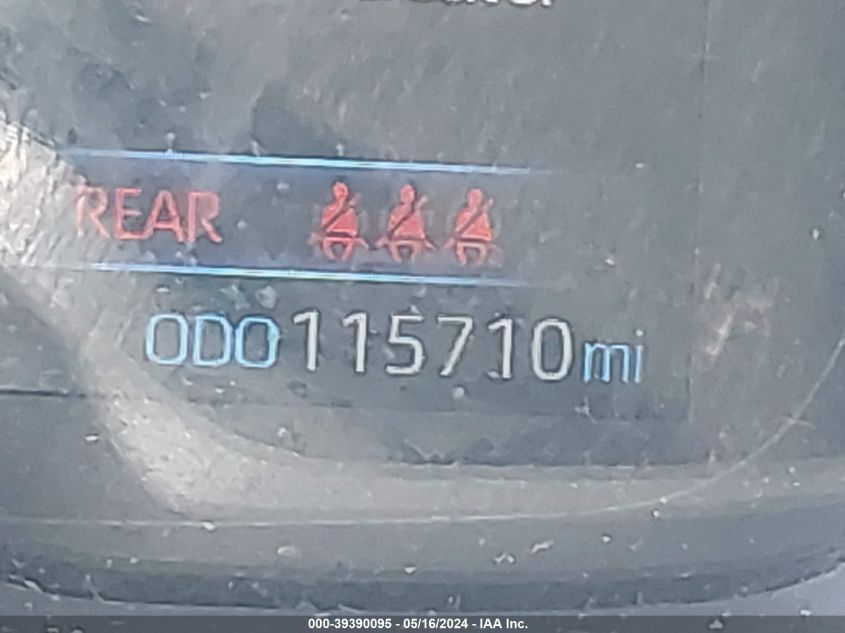 REAR
ODO 115710 mi
000-39390095 - 05/16/2024 - IAA Inc.